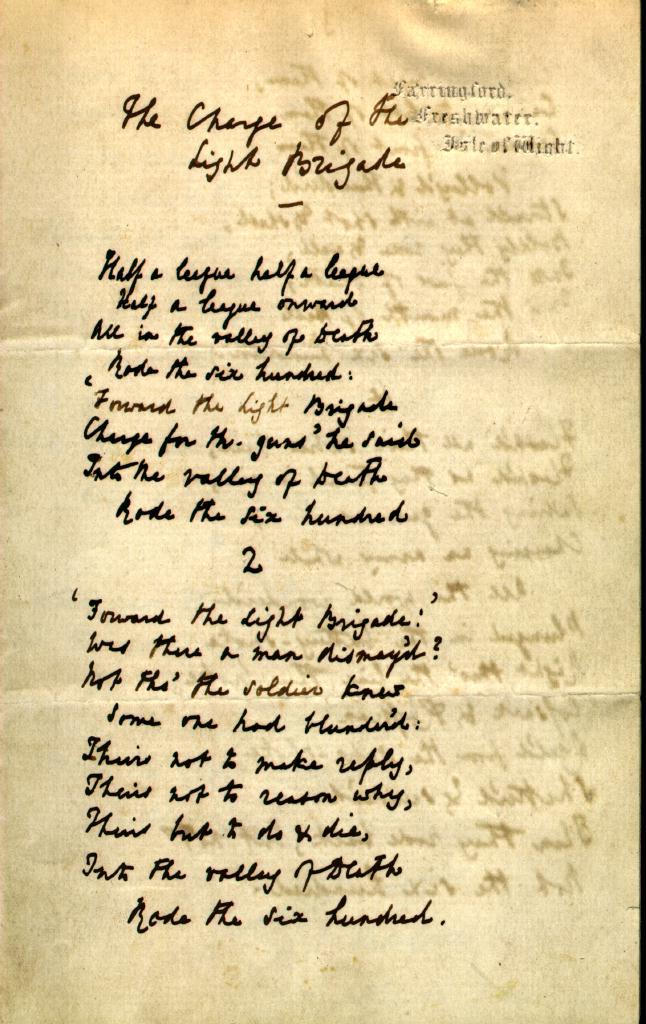 The Charge of the
Light Brigade
Farringford.
Freshwater.
Isle of Wight.
Half a league half a league
Half a league onward
All in the valley of Death
Rode the six hundred:
'Forward the Light Brigade
Charge for the guns' he said
Into the valley of Death
Rode the six hundred
2
'Forward the Light Brigade!'
Was there a man dismay'd?
Not tho' the soldier knew
Some one had blunder'd:
Theirs not to make reply,
Theirs not to reason why,
Theirs but to do & die,
Into the valley of Death
Rode the six hundred.